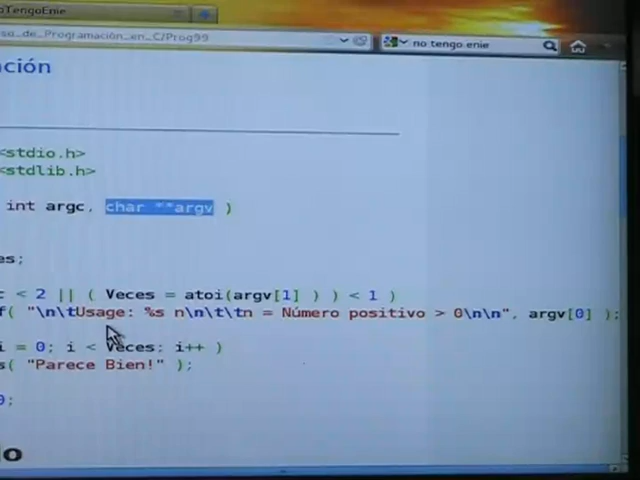 oTengoEnie
so_de_Programación_en_C/Prog99
no tengo enie
ación
<stdio.h>
<stdlib.h>
int argc, char **argv )
es;
c < 2 || ( Veces = atoi(argv[1] ) ) < 1 )
f( "\n\tUsage: %s n\n\t\tn = Número positivo > 0\n\n", argv[0] );
i = 0; i < Veces; i++ )
s( "Parece Bien!" );
0;
o